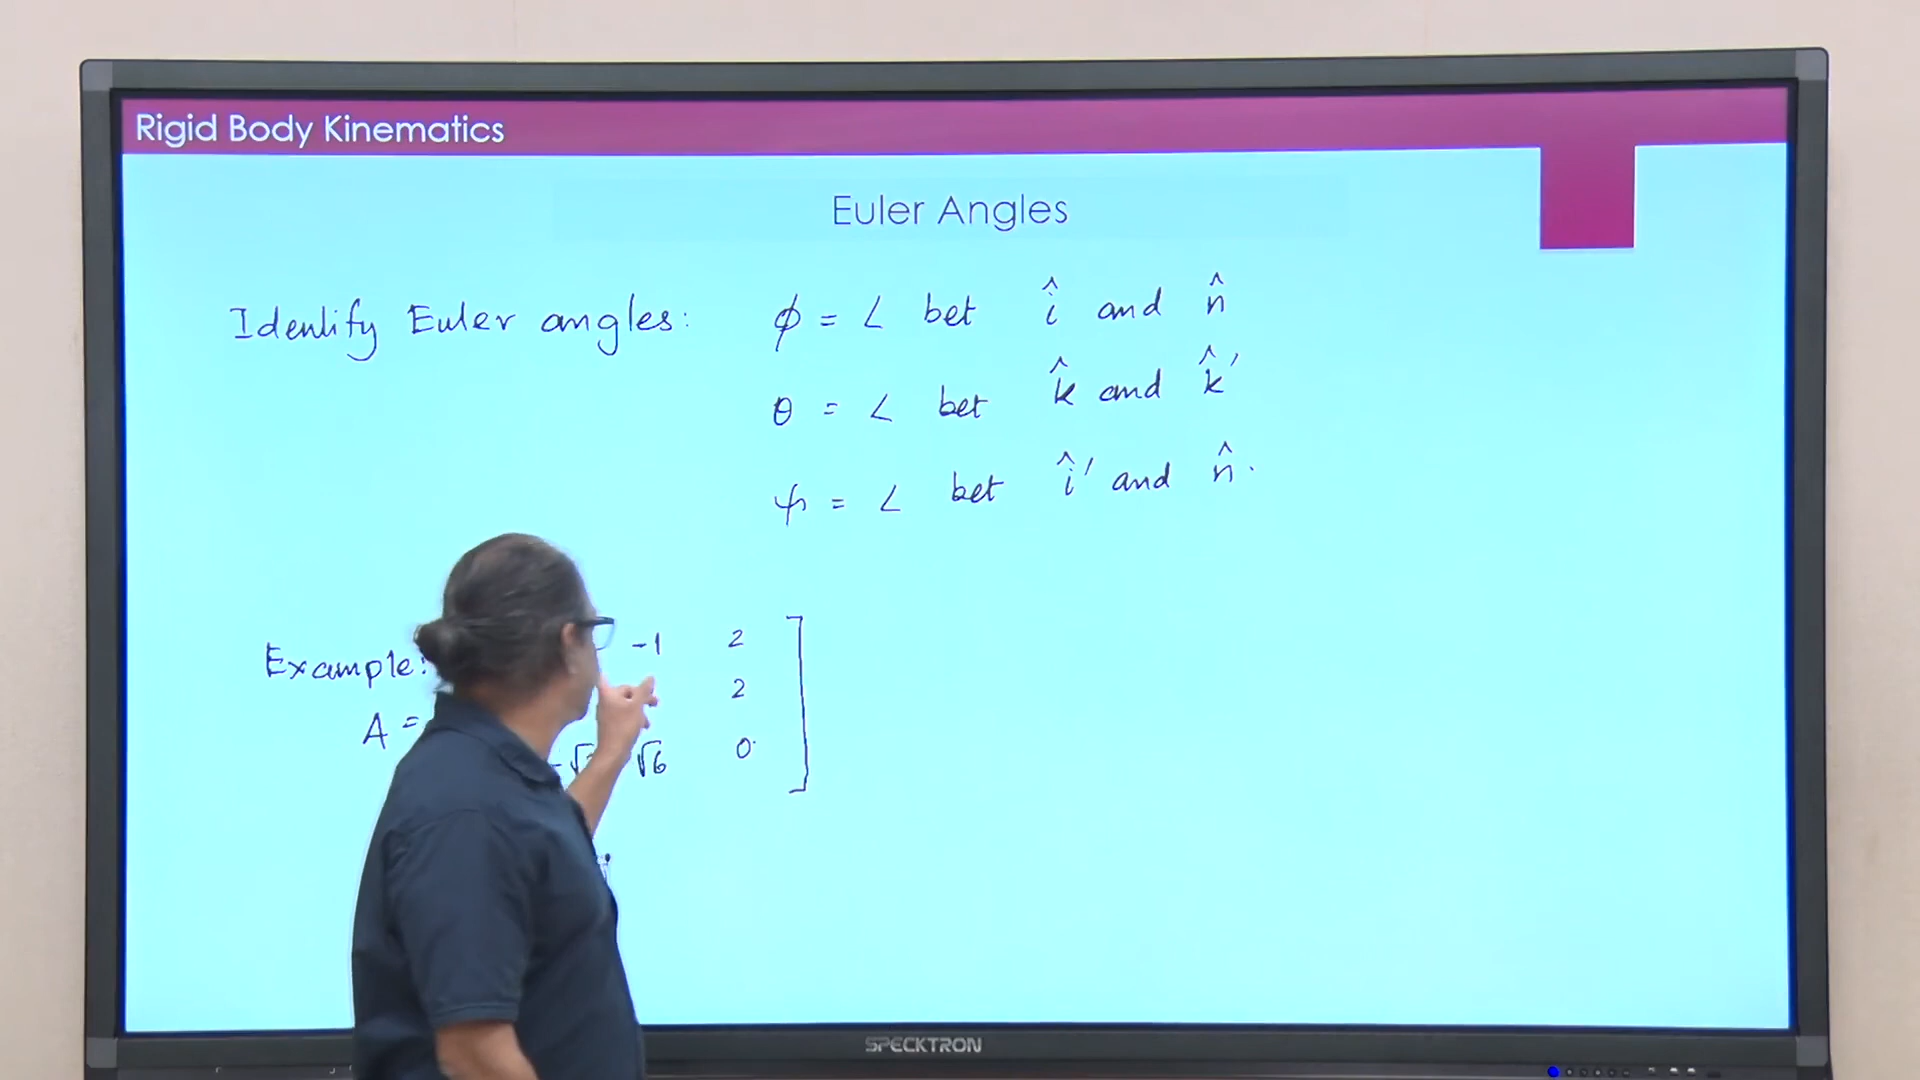 Rigid Body Kinematics
Euler Angles
Identify Euler angles: ϕ = ∠ bet î and n̂
θ = ∠ bet k̂ and k̂′
ψ = ∠ bet î′ and n̂.
Example:
-1 2
2
A =
√6 0
SPECKTRON